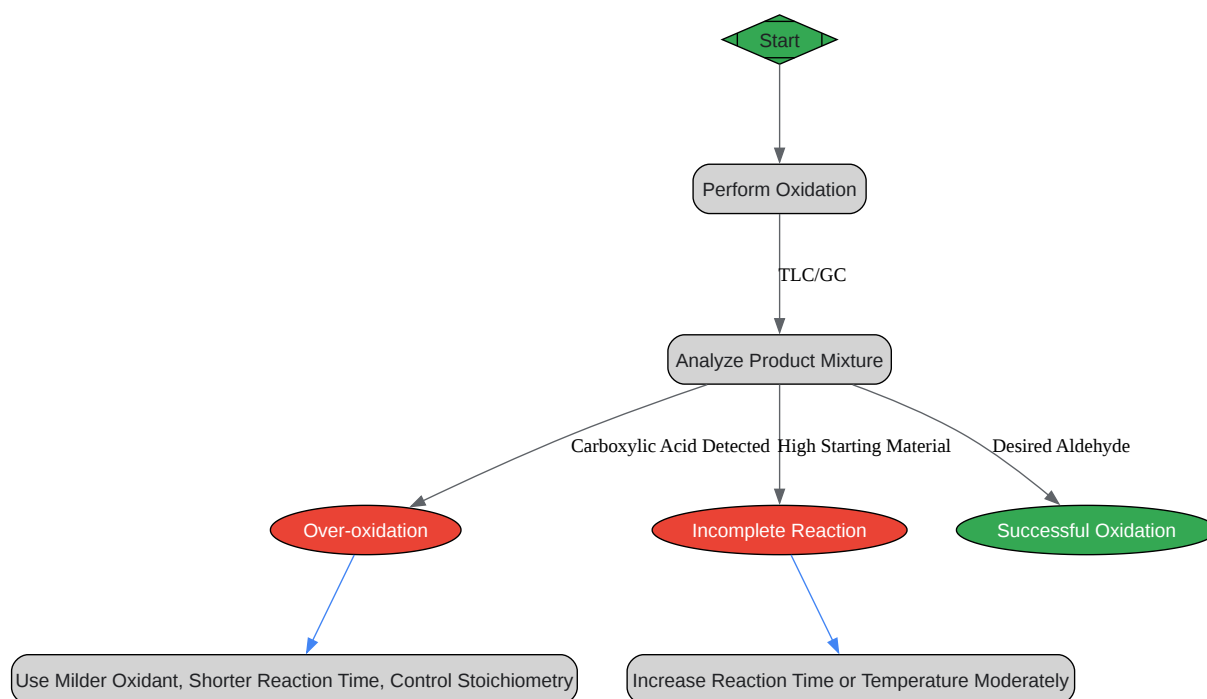 Start
Perform Oxidation
TLC/GC
Analyze Product Mixture
Carboxylic Acid Detected
High Starting Material
Desired Aldehyde
Over-oxidation
Incomplete Reaction
Successful Oxidation
Use Milder Oxidant, Shorter Reaction Time, Control Stoichiometry
Increase Reaction Time or Temperature Moderately